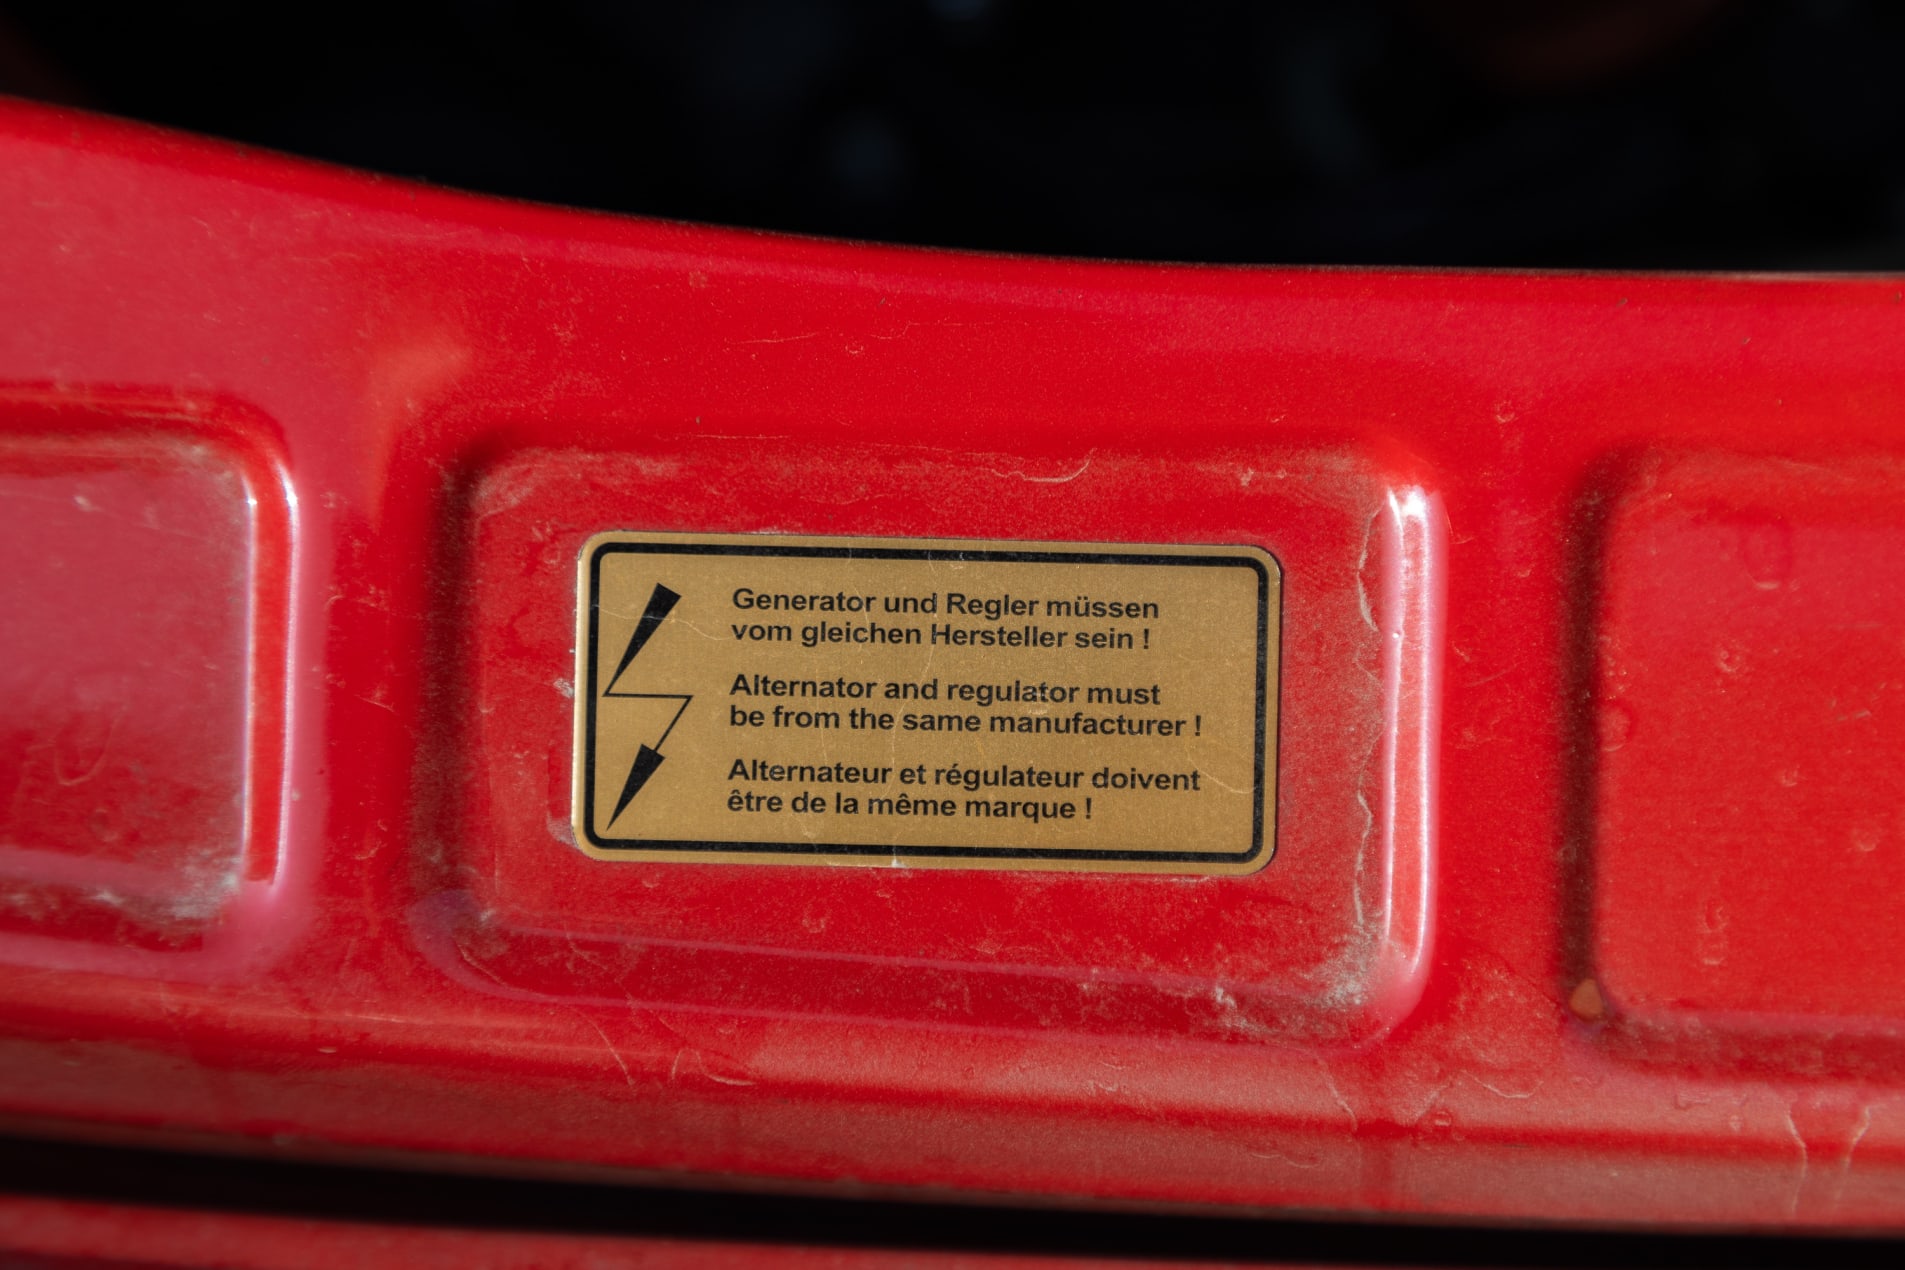 Generator und Regler müssen
vom gleichen Hersteller sein !
Alternator and regulator must
be from the same manufacturer !
Alternateur et régulateur doivent
être de la même marque !